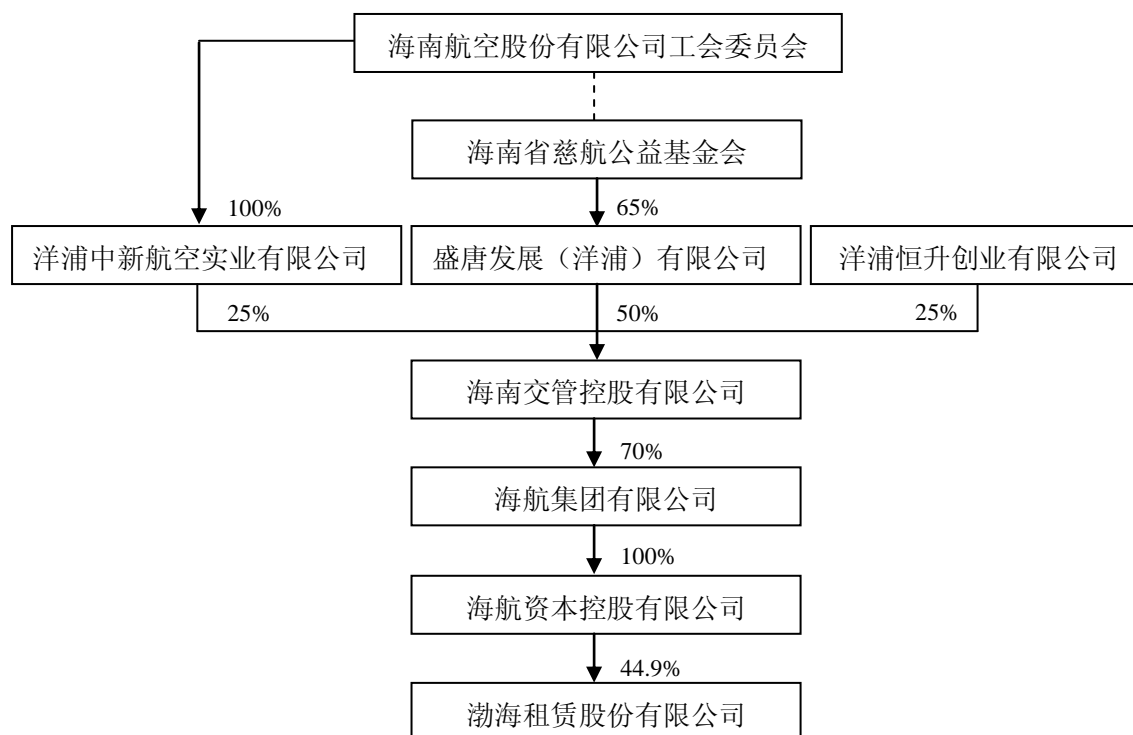 海南航空股份有限公司工会委员会
海南省慈航公益基金会
100%
65%
洋浦中新航空实业有限公司
盛唐发展（洋浦）有限公司
洋浦恒升创业有限公司
25%
50%
25%
海南交管控股有限公司
70%
海航集团有限公司
100%
海航资本控股有限公司
44.9%
渤海租赁股份有限公司